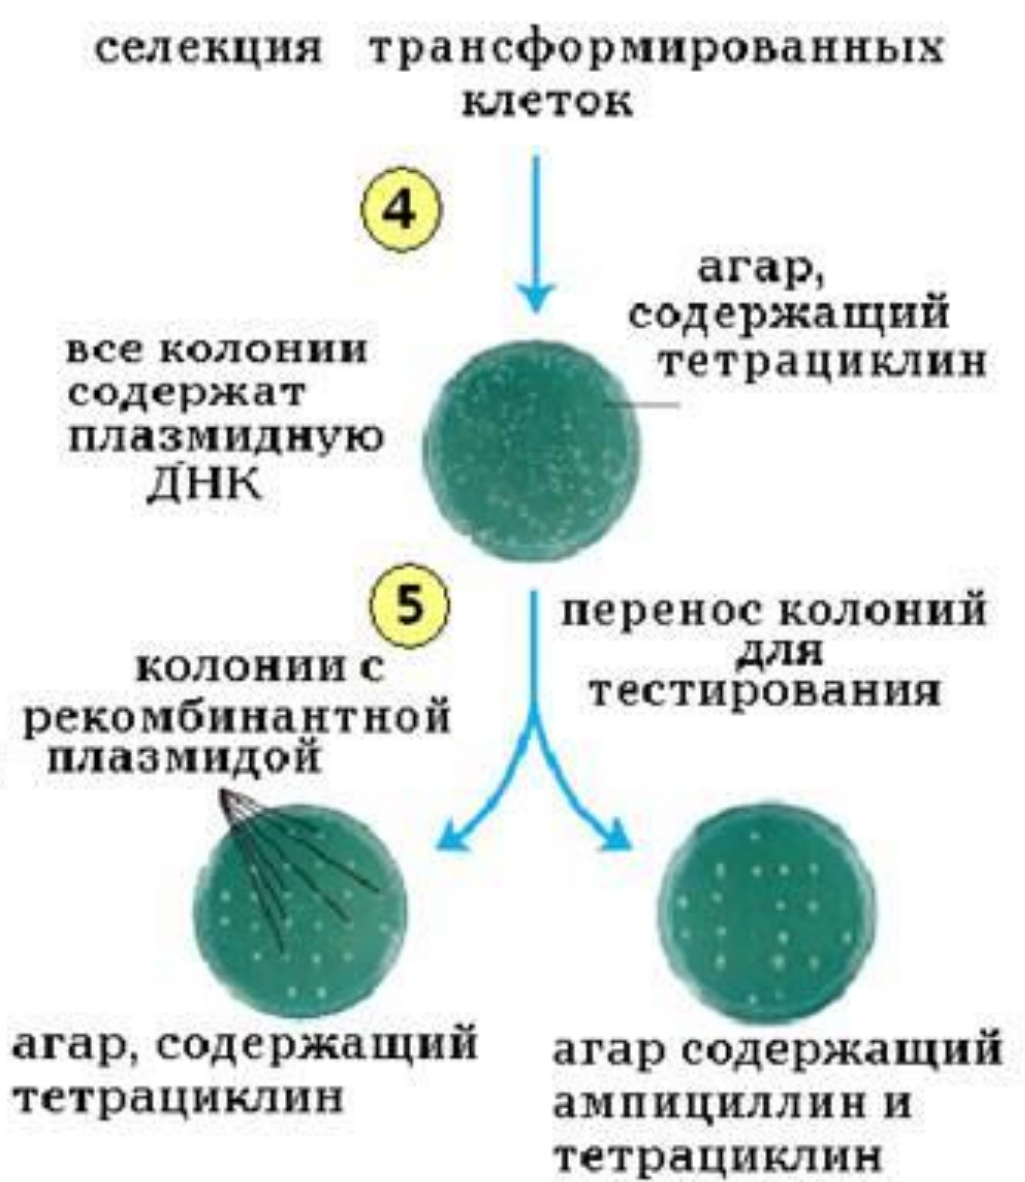 селекция трансформированных
клеток
4
агар,
содержащий
тетрациклин
все колонии
содержат
плазмидную
ДНК
5
перенос колоний
для
тестирования
колонии с
рекомбинантной
плазмидой
агар, содержащий
тетрациклин
агар содержащий
ампициллин и
тетрациклин